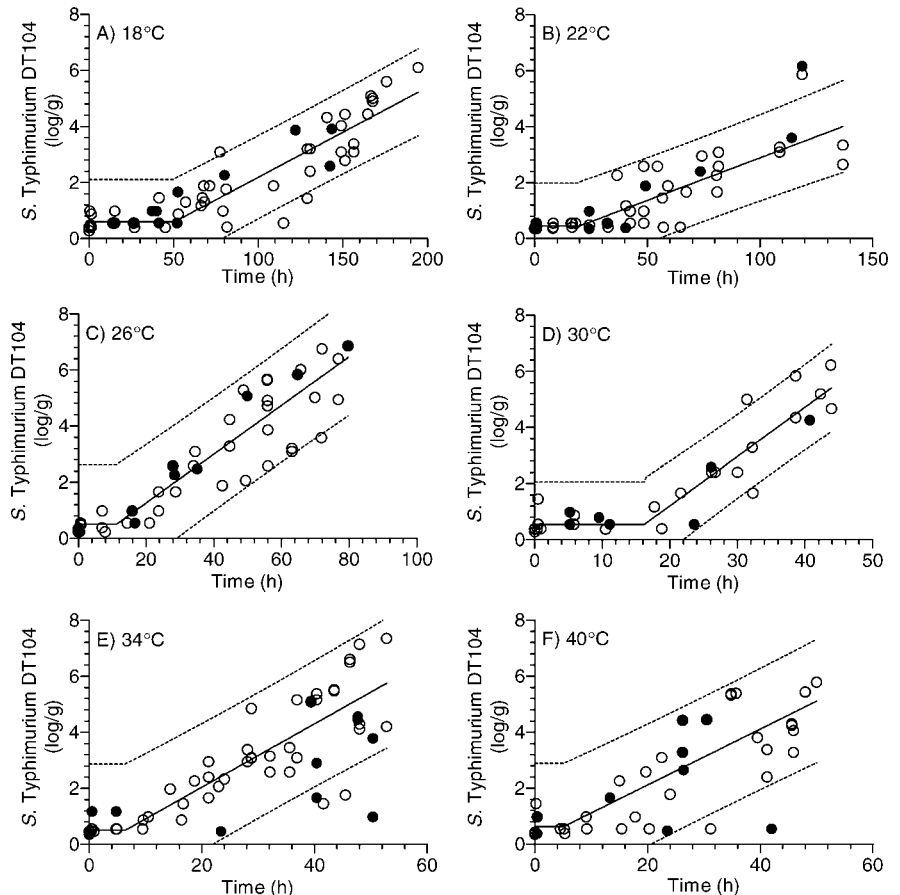 A) 18°C
S. Typhimurium DT104
(log/g)
8
6
4
2
0
0 50 100 150 200
Time (h)
B) 22°C
S. Typhimurium DT104
(log/g)
8
6
4
2
0
0 50 100 150
Time (h)
C) 26°C
S. Typhimurium DT104
(log/g)
8
6
4
2
0
0 20 40 60 80 100
Time (h)
D) 30°C
S. Typhimurium DT104
(log/g)
8
6
4
2
0
0 10 20 30 40 50
Time (h)
E) 34°C
S. Typhimurium DT104
(log/g)
8
6
4
2
0
0 20 40 60
Time (h)
F) 40°C
S. Typhimurium DT104
(log/g)
8
6
4
2
0
0 20 40 60
Time (h)